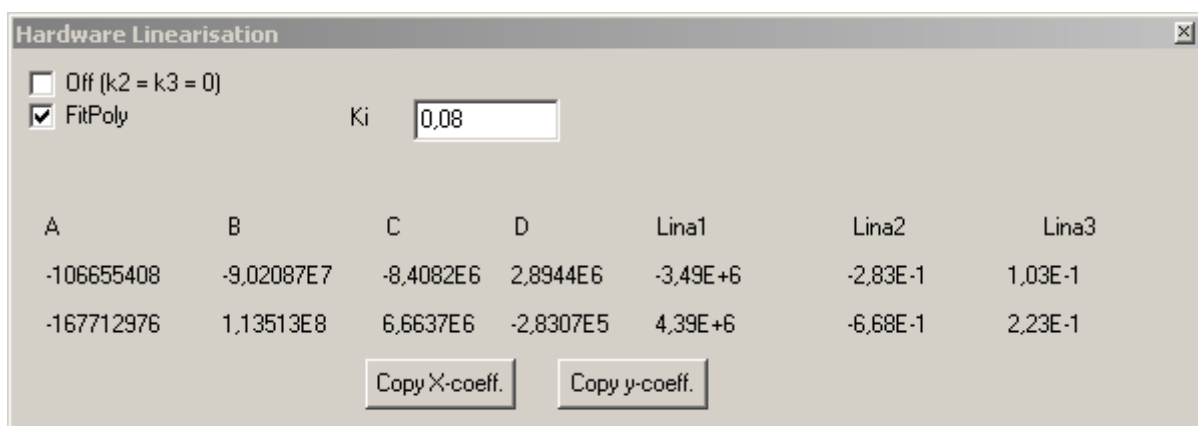 Hardware Linearisation
Off (k2 = k3 = 0)
FitPoly Ki 0,08
A B C D Lina1 Lina2 Lina3
-106655408 -9,02087E7 -8,4082E6 2,8944E6 -3,49E+6 -2,83E-1 1,03E-1
-167712976 1,13513E8 6,6637E6 -2,8307E5 4,39E+6 -6,68E-1 2,23E-1
Copy X-coeff. Copy y-coeff.